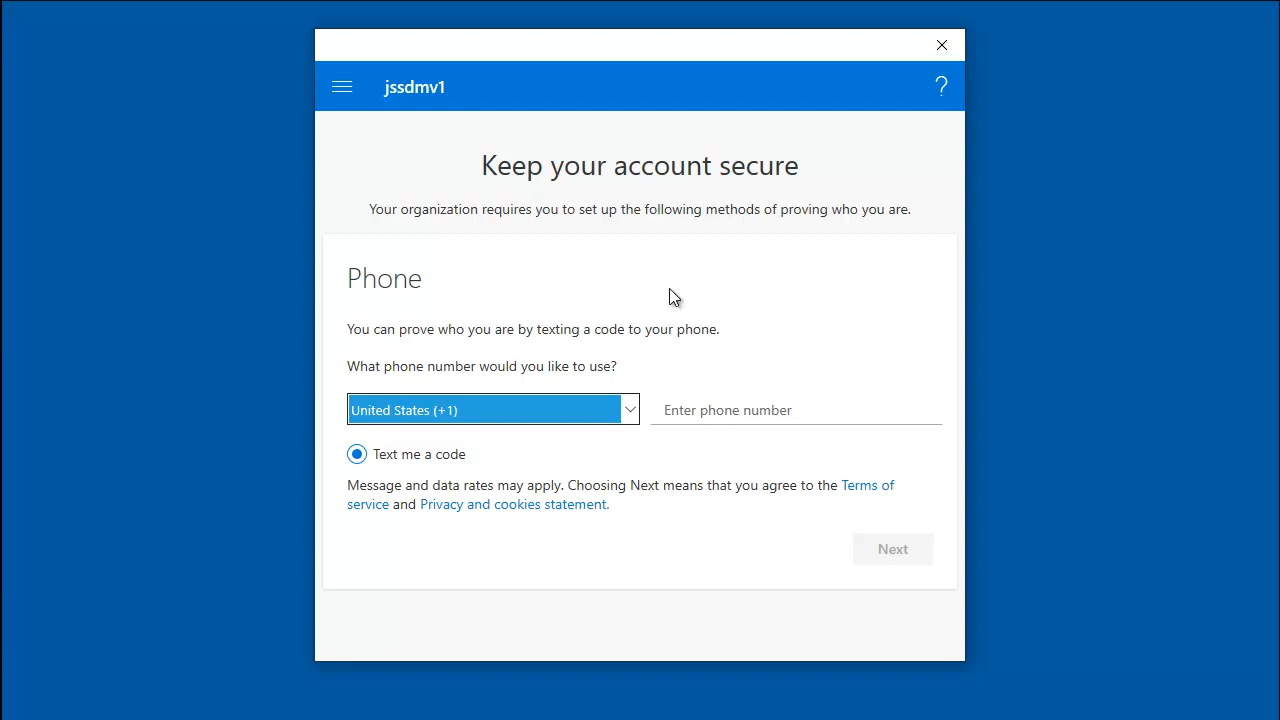 jssdmv1
?
Keep your account secure
Your organization requires you to set up the following methods of proving who you are.
Phone
You can prove who you are by texting a code to your phone.
What phone number would you like to use?
United States (+1)
Enter phone number
Text me a code
Message and data rates may apply. Choosing Next means that you agree to the Terms of
service and Privacy and cookies statement.
Next